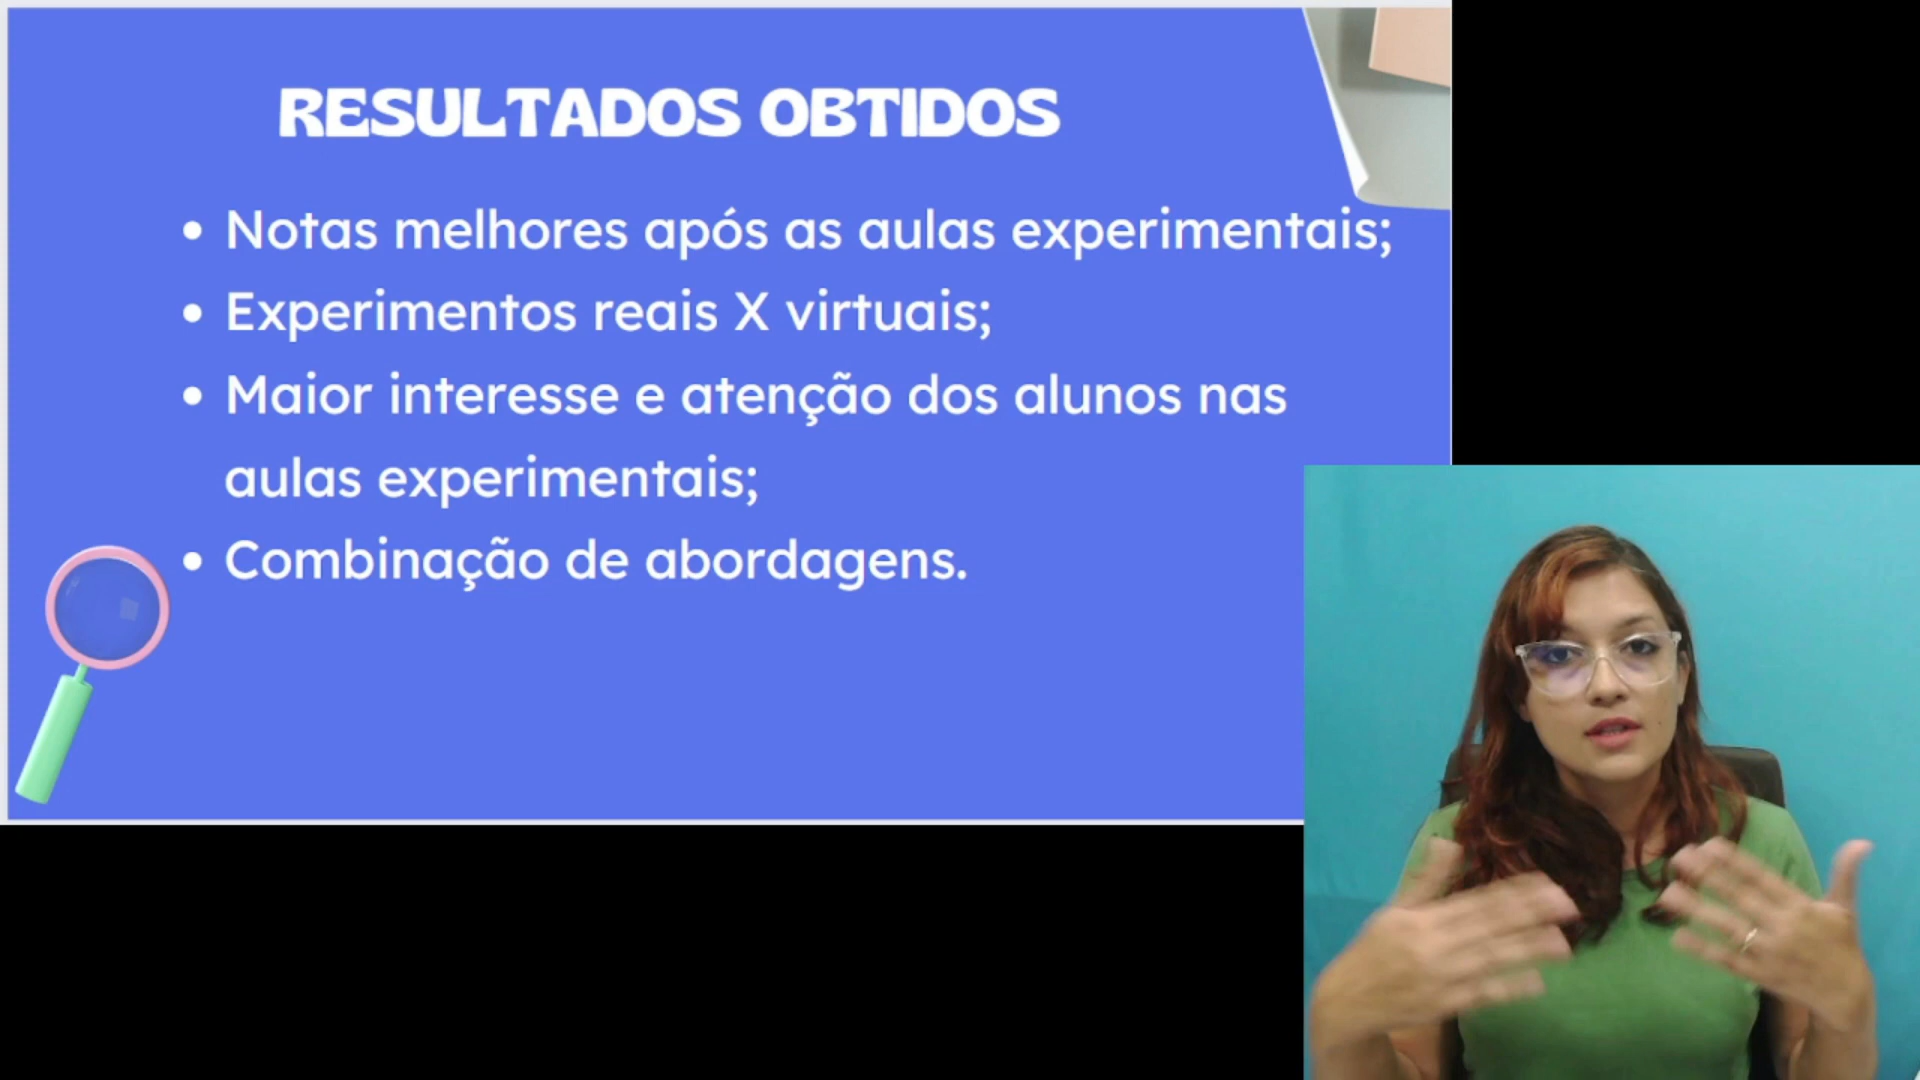 RESULTADOS OBTIDOS
• Notas melhores após as aulas experimentais;
• Experimentos reais X virtuais;
• Maior interesse e atenção dos alunos nas
aulas experimentais;
• Combinação de abordagens.